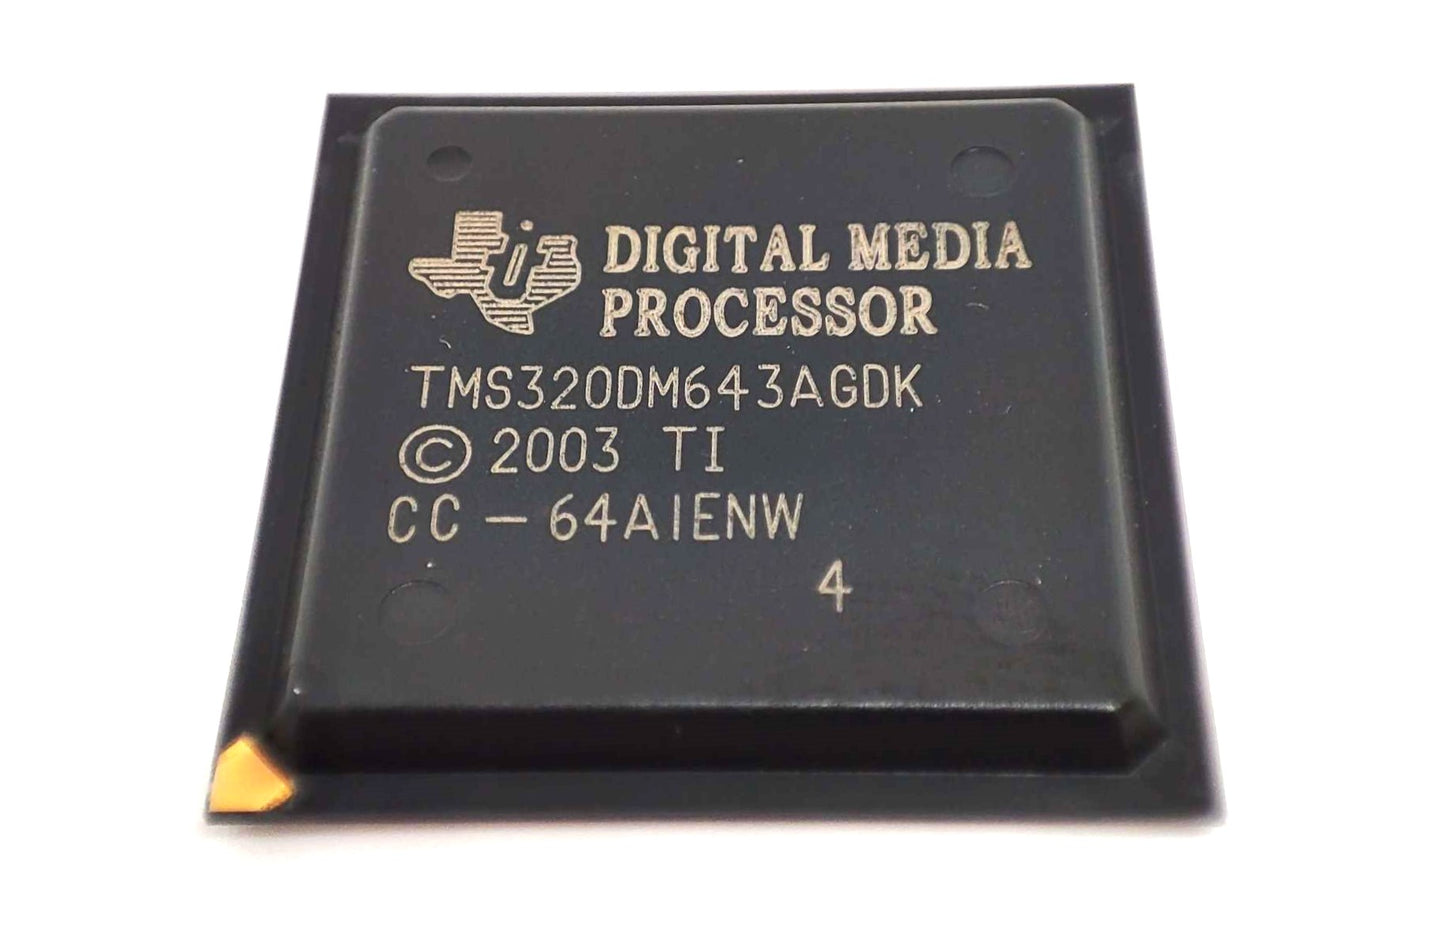 DIGITAL MEDIA
PROCESSOR
TMS320DM643AGDK
© 2003 TI
CC-64AIENW
4